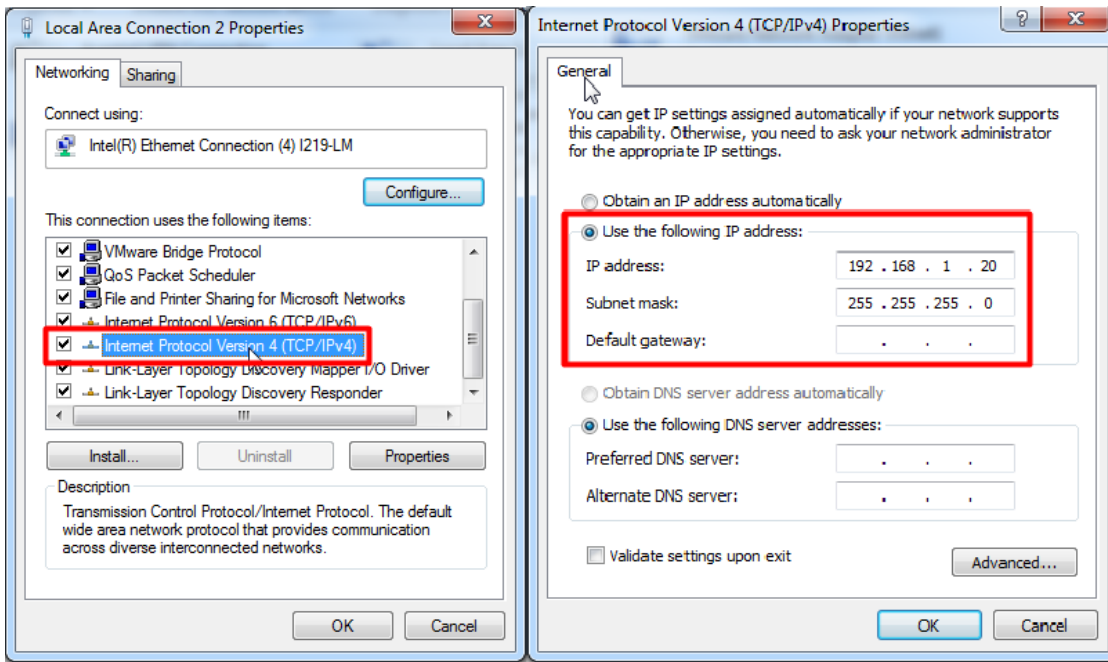 Local Area Connection 2 Properties
Networking
Sharing
Connect using:
Intel(R) Ethernet Connection (4) I219-LM
Configure...
This connection uses the following items:
VMware Bridge Protocol
QoS Packet Scheduler
File and Printer Sharing for Microsoft Networks
Internet Protocol Version 6 (TCP/IPv6)
Internet Protocol Version 4 (TCP/IPv4)
Link-Layer Topology Discovery Mapper I/O Driver
Link-Layer Topology Discovery Responder
Install...
Uninstall
Properties
Description
Transmission Control Protocol/Internet Protocol. The default
wide area network protocol that provides communication
across diverse interconnected networks.
OK
Cancel
Internet Protocol Version 4 (TCP/IPv4) Properties
General
You can get IP settings assigned automatically if your network supports
this capability. Otherwise, you need to ask your network administrator
for the appropriate IP settings.
Obtain an IP address automatically
Use the following IP address:
IP address: 192 . 168 . 1 . 20
Subnet mask: 255 . 255 . 255 . 0
Default gateway: . . .
Obtain DNS server address automatically
Use the following DNS server addresses:
Preferred DNS server: . . .
Alternate DNS server: . . .
Validate settings upon exit
Advanced...
OK
Cancel